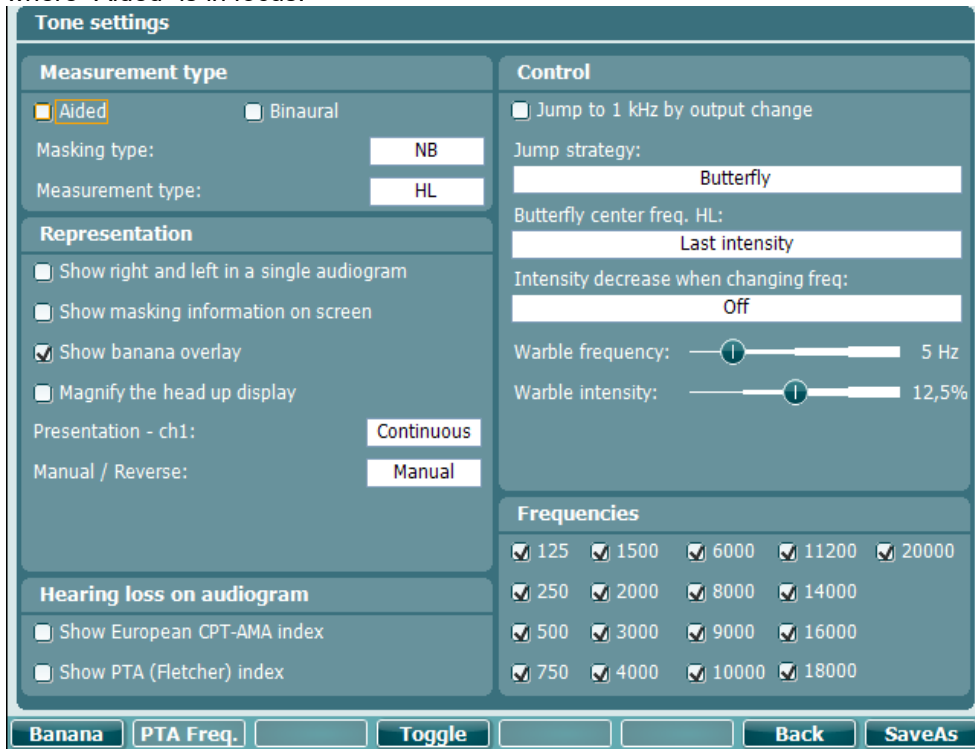 where "Aided" is in focus.
Tone settings
Measurement type
Aided
Binaural
Masking type:
NB
Measurement type:
HL
Representation
Show right and left in a single audiogram
Show masking information on screen
Show banana overlay
Magnify the head up display
Presentation - ch1:
Continuous
Manual / Reverse:
Manual
Hearing loss on audiogram
Show European CPT-AMA index
Show PTA (Fletcher) index
Control
Jump to 1 kHz by output change
Jump strategy:
Butterfly
Butterfly center freq. HL:
Last intensity
Intensity decrease when changing freq:
Off
Warble frequency:
5 Hz
Warble intensity:
12,5%
Frequencies
125 1500 6000 11200 20000
250 2000 8000 14000
500 3000 9000 16000
750 4000 10000 18000
Banana PTA Freq. Toggle Back SaveAs